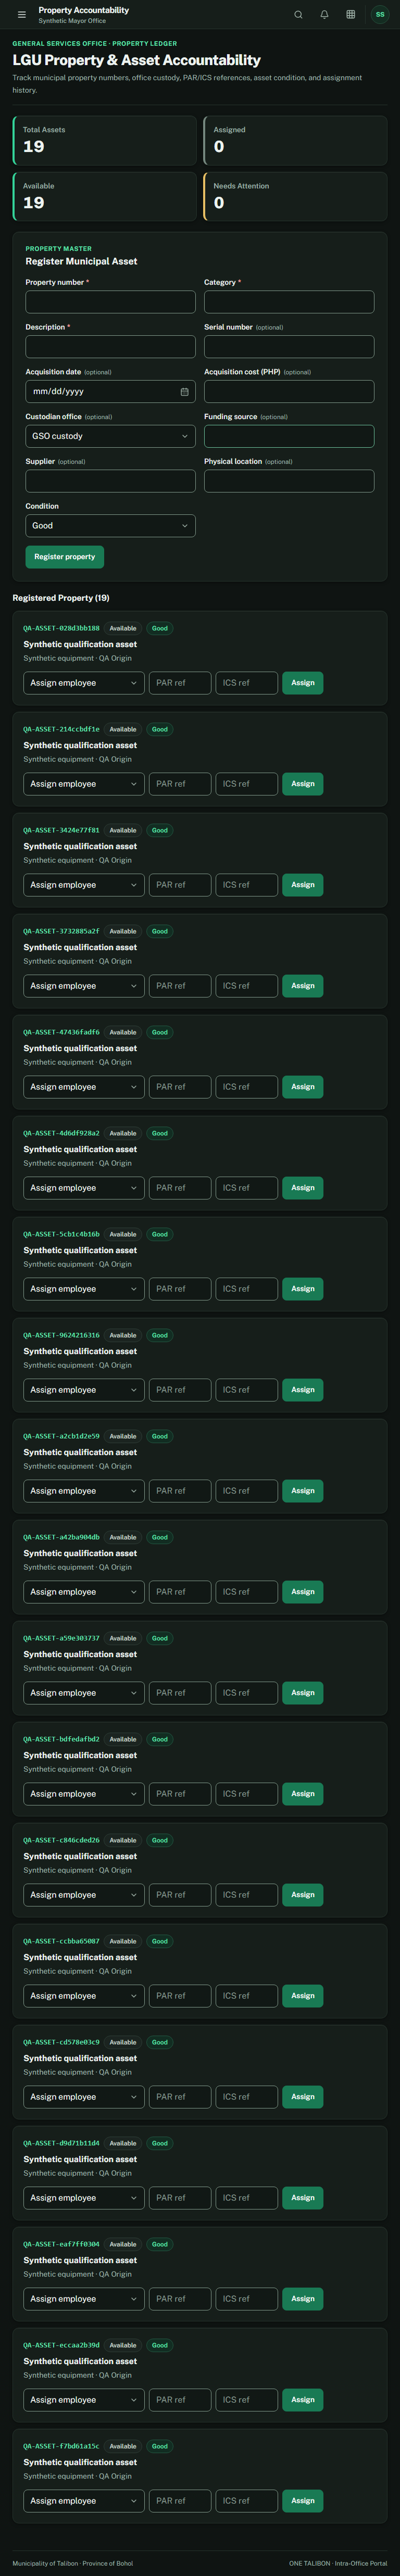 Property Accountability
Synthetic Mayor Office
SS
GENERAL SERVICES OFFICE · PROPERTY LEDGER
LGU Property & Asset Accountability
Track municipal property numbers, office custody, PAR/ICS references, asset condition, and assignment
history.
Total Assets
19
Assigned
0
Available
19
Needs Attention
0
PROPERTY MASTER
Register Municipal Asset
Property number *
Category *
Description *
Serial number (optional)
Acquisition date (optional)
Acquisition cost (PHP) (optional)
mm/dd/yyyy
Custodian office (optional)
Funding source (optional)
GSO custody
Supplier (optional)
Physical location (optional)
Condition
Good
Register property
Registered Property (19)
QA-ASSET-028d3bb188 Available Good
Synthetic qualification asset
Synthetic equipment · QA Origin
Assign employee PAR ref ICS ref Assign
QA-ASSET-214ccbdf1e Available Good
Synthetic qualification asset
Synthetic equipment · QA Origin
Assign employee PAR ref ICS ref Assign
QA-ASSET-3424e77f81 Available Good
Synthetic qualification asset
Synthetic equipment · QA Origin
Assign employee PAR ref ICS ref Assign
QA-ASSET-3732885a2f Available Good
Synthetic qualification asset
Synthetic equipment · QA Origin
Assign employee PAR ref ICS ref Assign
QA-ASSET-47436fadf6 Available Good
Synthetic qualification asset
Synthetic equipment · QA Origin
Assign employee PAR ref ICS ref Assign
QA-ASSET-4d6df928a2 Available Good
Synthetic qualification asset
Synthetic equipment · QA Origin
Assign employee PAR ref ICS ref Assign
QA-ASSET-5cb1c4b16b Available Good
Synthetic qualification asset
Synthetic equipment · QA Origin
Assign employee PAR ref ICS ref Assign
QA-ASSET-9624216316 Available Good
Synthetic qualification asset
Synthetic equipment · QA Origin
Assign employee PAR ref ICS ref Assign
QA-ASSET-a2cb1d2e59 Available Good
Synthetic qualification asset
Synthetic equipment · QA Origin
Assign employee PAR ref ICS ref Assign
QA-ASSET-a42ba904db Available Good
Synthetic qualification asset
Synthetic equipment · QA Origin
Assign employee PAR ref ICS ref Assign
QA-ASSET-a59e303737 Available Good
Synthetic qualification asset
Synthetic equipment · QA Origin
Assign employee PAR ref ICS ref Assign
QA-ASSET-bdfedafbd2 Available Good
Synthetic qualification asset
Synthetic equipment · QA Origin
Assign employee PAR ref ICS ref Assign
QA-ASSET-c846cded26 Available Good
Synthetic qualification asset
Synthetic equipment · QA Origin
Assign employee PAR ref ICS ref Assign
QA-ASSET-ccbba65087 Available Good
Synthetic qualification asset
Synthetic equipment · QA Origin
Assign employee PAR ref ICS ref Assign
QA-ASSET-cd578e03c9 Available Good
Synthetic qualification asset
Synthetic equipment · QA Origin
Assign employee PAR ref ICS ref Assign
QA-ASSET-d9d71b11d4 Available Good
Synthetic qualification asset
Synthetic equipment · QA Origin
Assign employee PAR ref ICS ref Assign
QA-ASSET-eaf7ff0304 Available Good
Synthetic qualification asset
Synthetic equipment · QA Origin
Assign employee PAR ref ICS ref Assign
QA-ASSET-eccaa2b39d Available Good
Synthetic qualification asset
Synthetic equipment · QA Origin
Assign employee PAR ref ICS ref Assign
QA-ASSET-f7bd61a15c Available Good
Synthetic qualification asset
Synthetic equipment · QA Origin
Assign employee PAR ref ICS ref Assign
Municipality of Talibon · Province of Bohol
ONE TALIBON · Intra-Office Portal